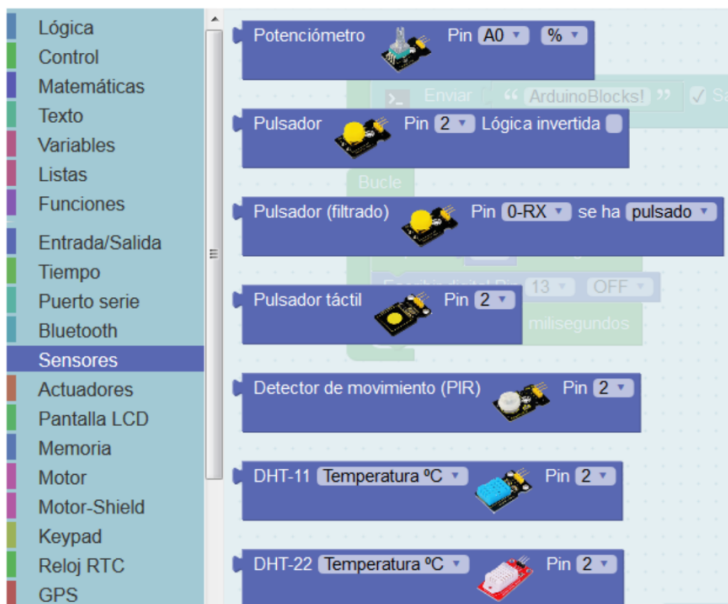 Lógica
Control
Matemáticas
Texto
Variables
Listas
Funciones
Entrada/Salida
Tiempo
Puerto serie
Bluetooth
Sensores
Actuadores
Pantalla LCD
Memoria
Motor
Motor-Shield
Keypad
Reloj RTC
GPS
Potenciómetro Pin A0 %
>_ Enviar “ ArduinoBlocks! ” Sa
Pulsador Pin 2 Lógica invertida
Bucle
Pulsador (filtrado) Pin 0-RX se ha pulsado
13 OFF
Pulsador táctil Pin 2
milisegundos
Detector de movimiento (PIR) Pin 2
DHT-11 Temperatura ºC Pin 2
DHT-22 Temperatura ºC Pin 2